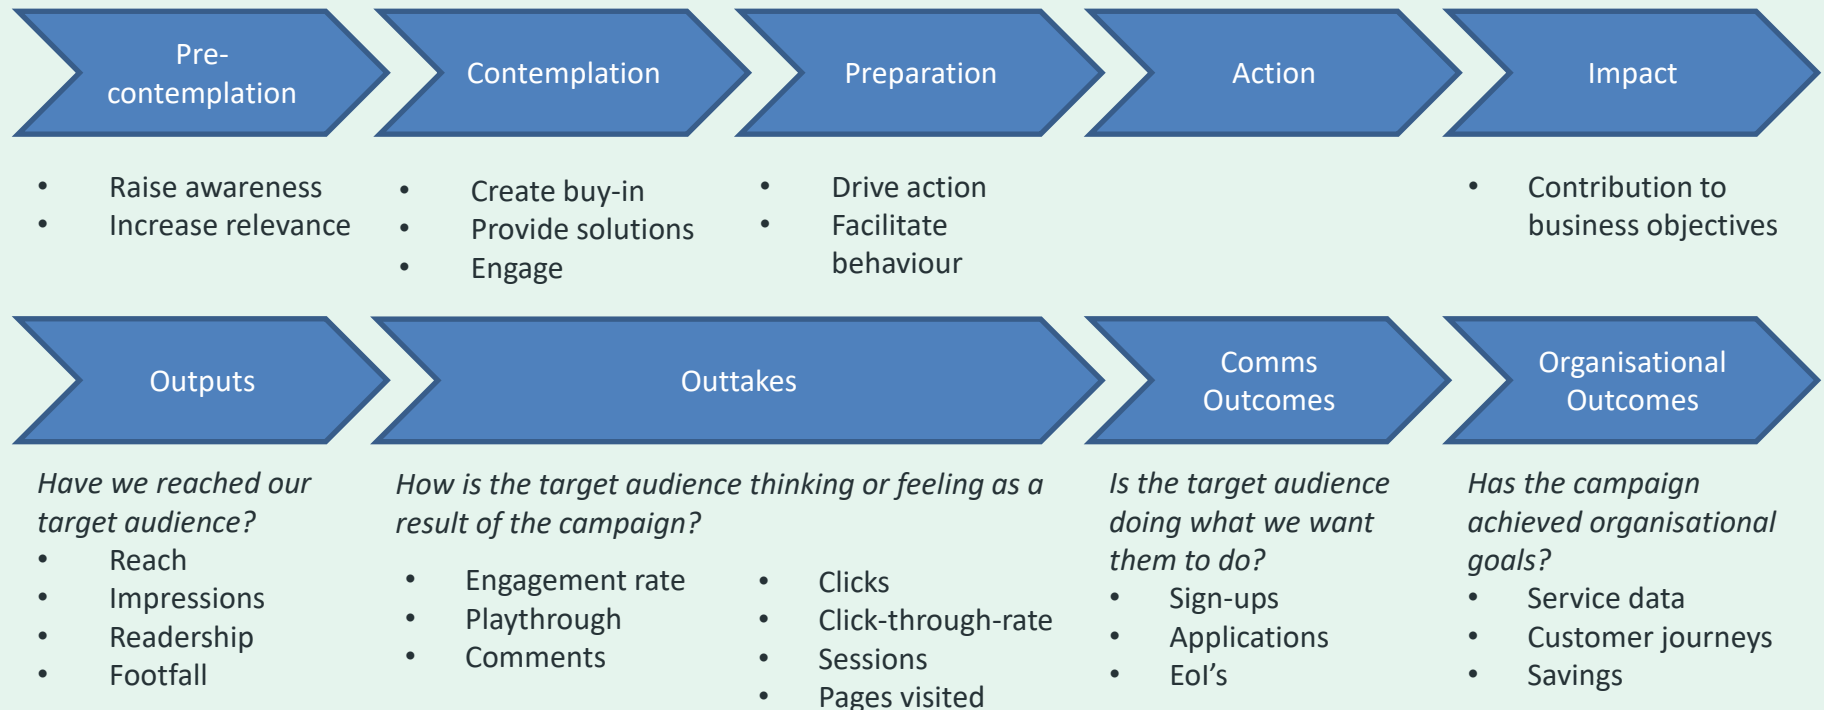 Pre-
contemplation
Contemplation
Preparation
Action
Impact
• Raise awareness
• Increase relevance
• Create buy-in
• Provide solutions
• Engage
• Drive action
• Facilitate
behaviour
• Contribution to
business objectives
Outputs
Outtakes
Comms
Outcomes
Organisational
Outcomes
Have we reached our
target audience?
• Reach
• Impressions
• Readership
• Footfall
How is the target audience thinking or feeling as a
result of the campaign?
• Engagement rate
• Playthrough
• Comments
• Clicks
• Click-through-rate
• Sessions
• Pages visited
Is the target audience
doing what we want
them to do?
• Sign-ups
• Applications
• EoI's
Has the campaign
achieved organisational
goals?
• Service data
• Customer journeys
• Savings